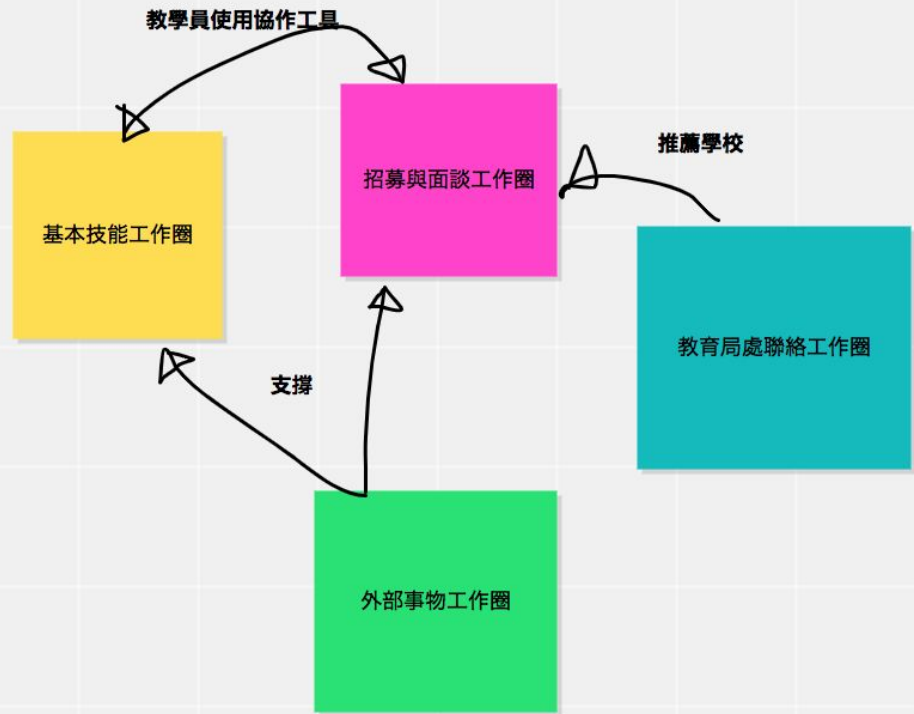 教學員使用協作工具
推薦學校
招募與面談工作圈
基本技能工作圈
教育局處聯絡工作圈
支撐
外部事物工作圈